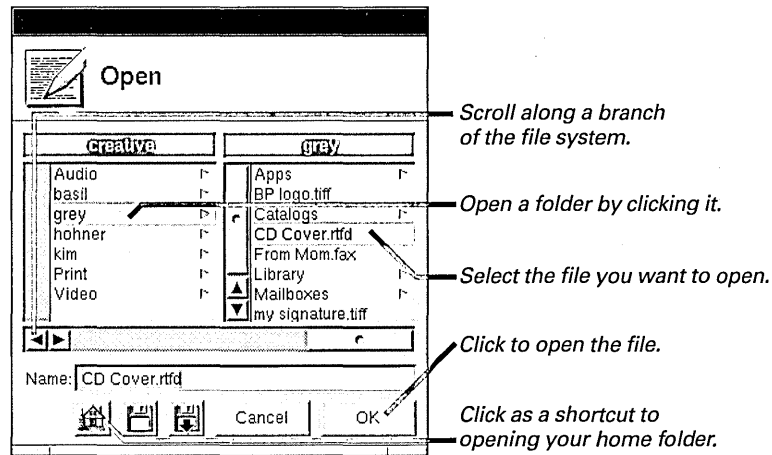 Open
creative
grey
Audio
basil
grey
hohner
kim
Print
Video
Apps
BP logo.tiff
Catalogs
CD Cover.rtfd
From Mom.fax
Library
Mailboxes
my signature.tiff
Name: CD Cover.rtfd
Cancel
OK
Scroll along a branch
of the file system.
Open a folder by clicking it.
Select the file you want to open.
Click to open the file.
Click as a shortcut to
opening your home folder.